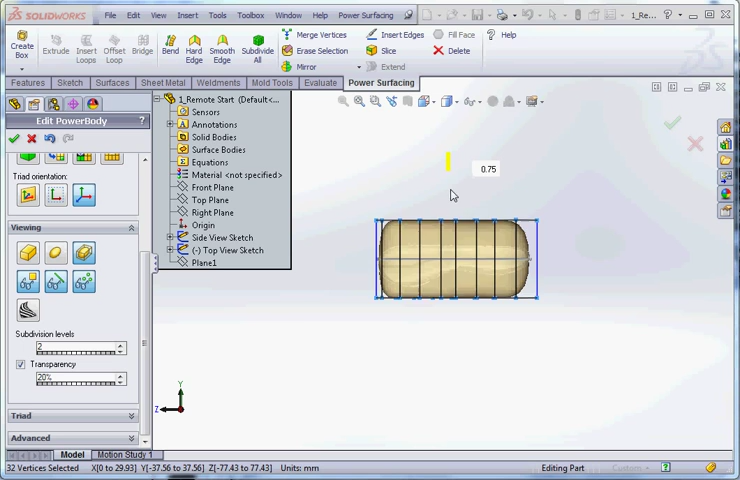 SOLIDWORKS File Edit View Insert Tools Toolbox Window Help Power Surfacing 1_Re... ?
Create Box Extrude Insert Loops Offset Loop Bridge Bend Hard Edge Smooth Edge Subdivide All Merge Vertices Insert Edges Fill Face Help
Erase Selection Slice Delete
Mirror Extend
Features Sketch Surfaces Sheet Metal Weldments Mold Tools Evaluate Power Surfacing
Edit PowerBody ?
Triad orientation:
Viewing
Subdivision levels
2
Transparency
20%
Triad
Advanced
1_Remote Start (Default<...
Sensors
Annotations
Solid Bodies
Surface Bodies
Equations
Material <not specified>
Front Plane
Top Plane
Right Plane
Origin
Side View Sketch
(-) Top View Sketch
Plane1
0.75
Y
Z
Model Motion Study 1
32 Vertices Selected X[0 to 29.93] Y[-37.56 to 37.56] Z[-77.43 to 77.43] Units: mm Editing Part Custom ?